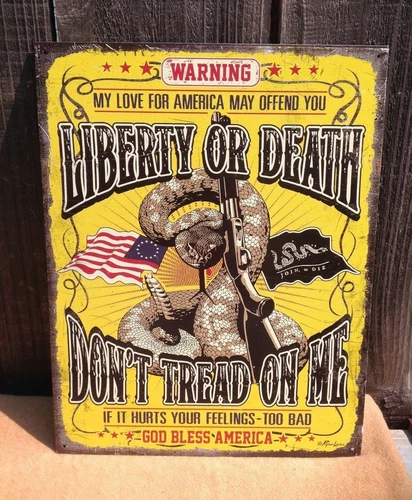 WARNING
MY LOVE FOR AMERICA MAY OFFEND YOU
LIBERTY OR DEATH
JOIN, or DIE
DON'T TREAD ON ME
IF IT HURTS YOUR FEELINGS-TOO BAD
GOD BLESS AMERICA